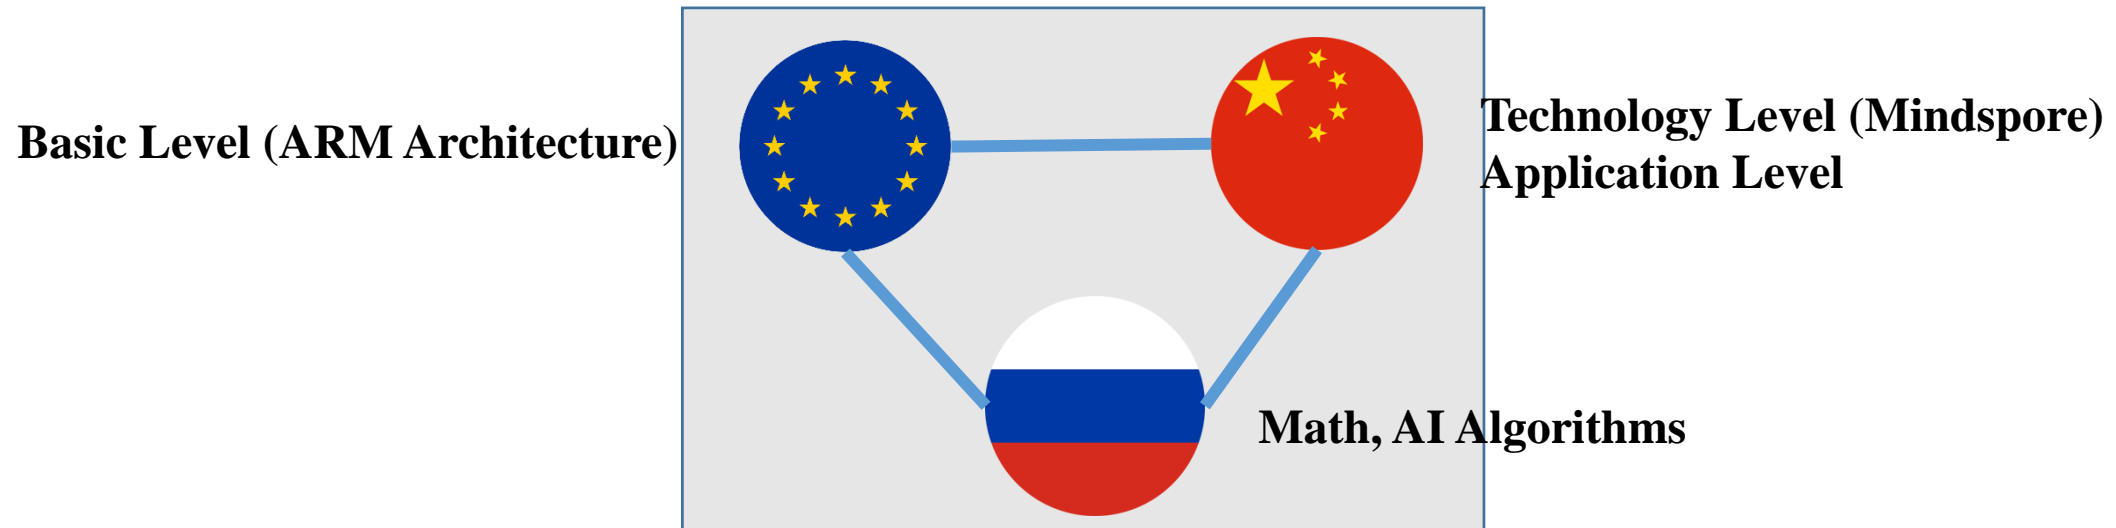 Basic Level (ARM Architecture)
Technology Level (Mindspore)
Application Level
Math, AI Algorithms